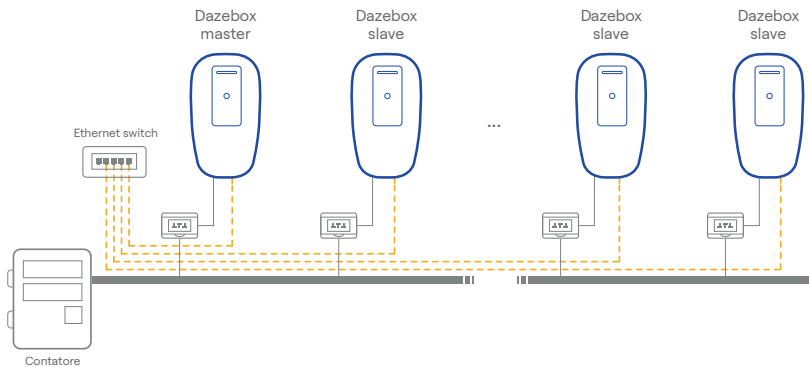 Dazebox
master
Dazebox
slave
Dazebox
slave
Dazebox
slave
...
Ethernet switch
Contatore